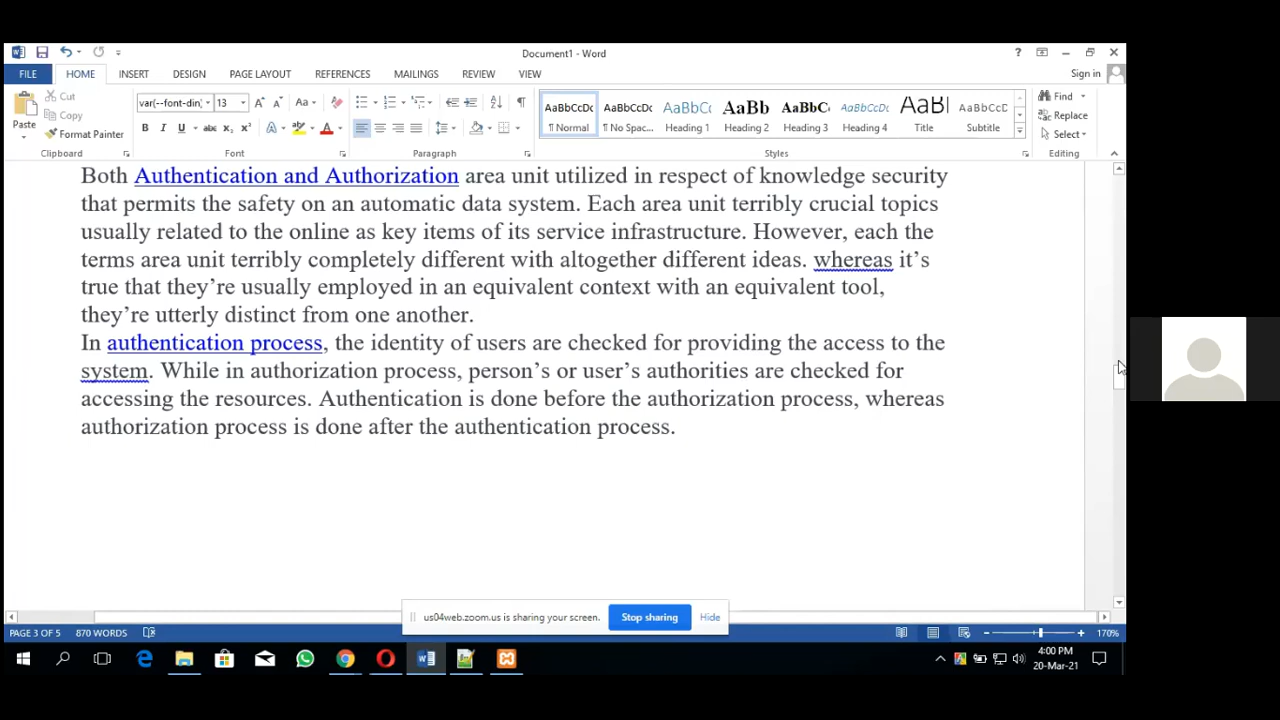 Document1 - Word
Sign in
FILE HOME INSERT DESIGN PAGE LAYOUT REFERENCES MAILINGS REVIEW VIEW
Paste
Cut
Copy
Format Painter
Clipboard
var(--font-din, 13
Font
Paragraph
AaBbCcDc AaBbCcDc AaBbC( AaBb AaBbC AaBbCcDc AaB AaBbCcD
¶ Normal ¶ No Spac... Heading 1 Heading 2 Heading 3 Heading 4 Title Subtitle
Styles
Find
Replace
Select
Editing
Both Authentication and Authorization area unit utilized in respect of knowledge security
that permits the safety on an automatic data system. Each area unit terribly crucial topics
usually related to the online as key items of its service infrastructure. However, each the
terms area unit terribly completely different with altogether different ideas. whereas it’s
true that they’re usually employed in an equivalent context with an equivalent tool,
they’re utterly distinct from one another.
In authentication process, the identity of users are checked for providing the access to the
system. While in authorization process, person’s or user’s authorities are checked for
accessing the resources. Authentication is done before the authorization process, whereas
authorization process is done after the authentication process.
us04web.zoom.us is sharing your screen. Stop sharing Hide
PAGE 3 OF 5 870 WORDS 170%
4:00 PM
20-Mar-21